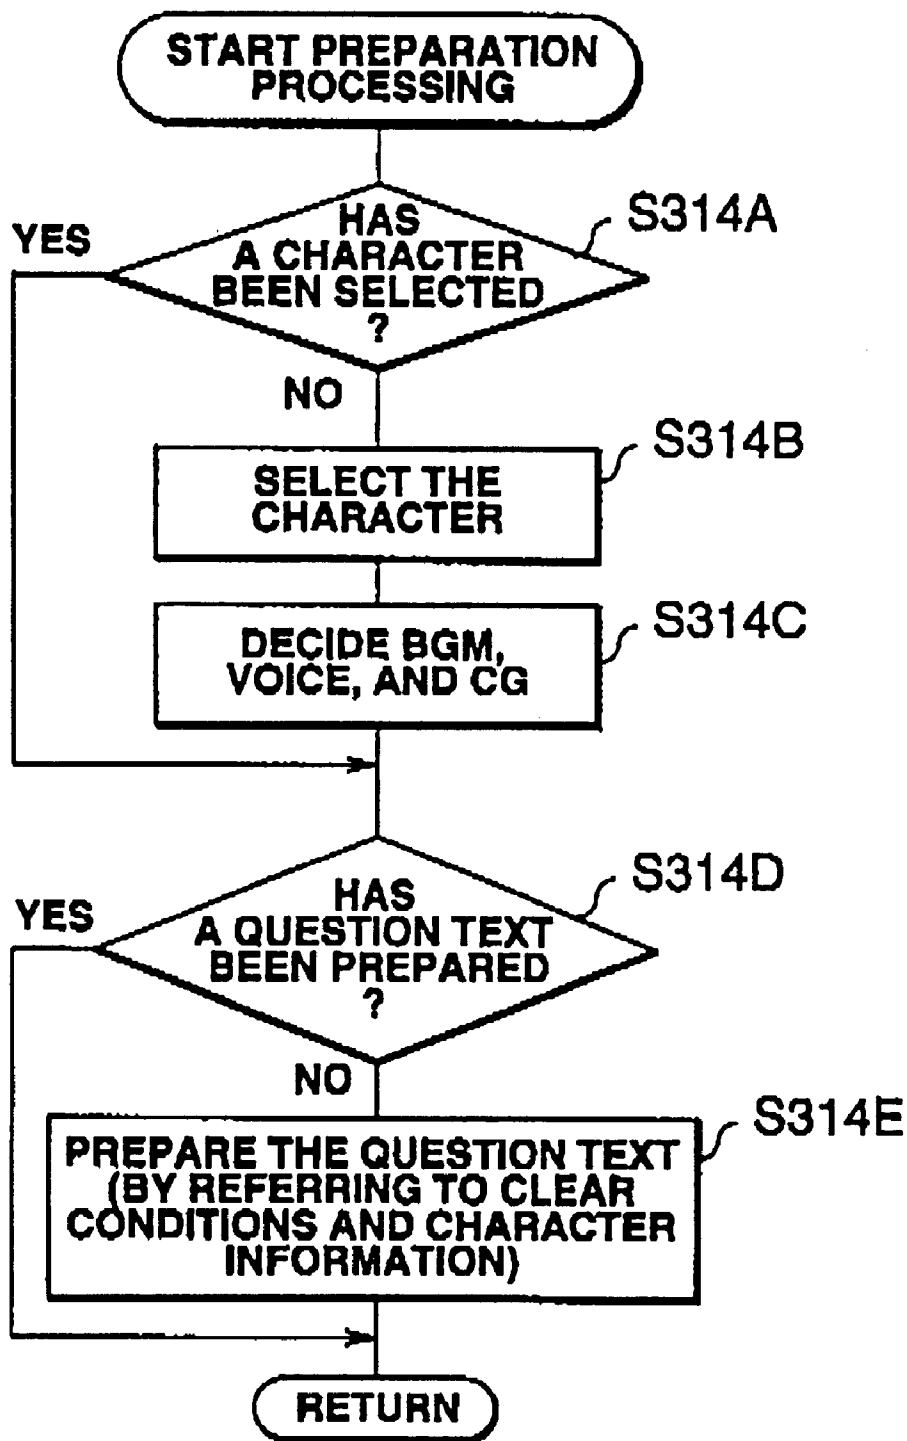 START PREPARATION
PROCESSING
S314A
YES
HAS
A CHARACTER
BEEN SELECTED
?
NO
S314B
SELECT THE
CHARACTER
S314C
DECIDE BGM,
VOICE, AND CG
S314D
YES
HAS
A QUESTION TEXT
BEEN PREPARED
?
NO
S314E
PREPARE THE QUESTION TEXT
(BY REFERRING TO CLEAR
CONDITIONS AND CHARACTER
INFORMATION)
RETURN